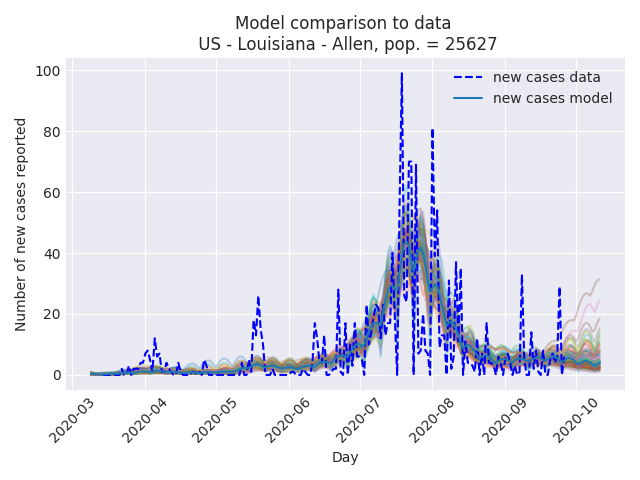 Model comparison to data
US - Louisiana - Allen, pop. = 25627
new cases data
new cases model
Number of new cases reported
100
80
60
40
20
0
2020-03
2020-04
2020-05
2020-06
2020-07
2020-08
2020-09
2020-10
Day